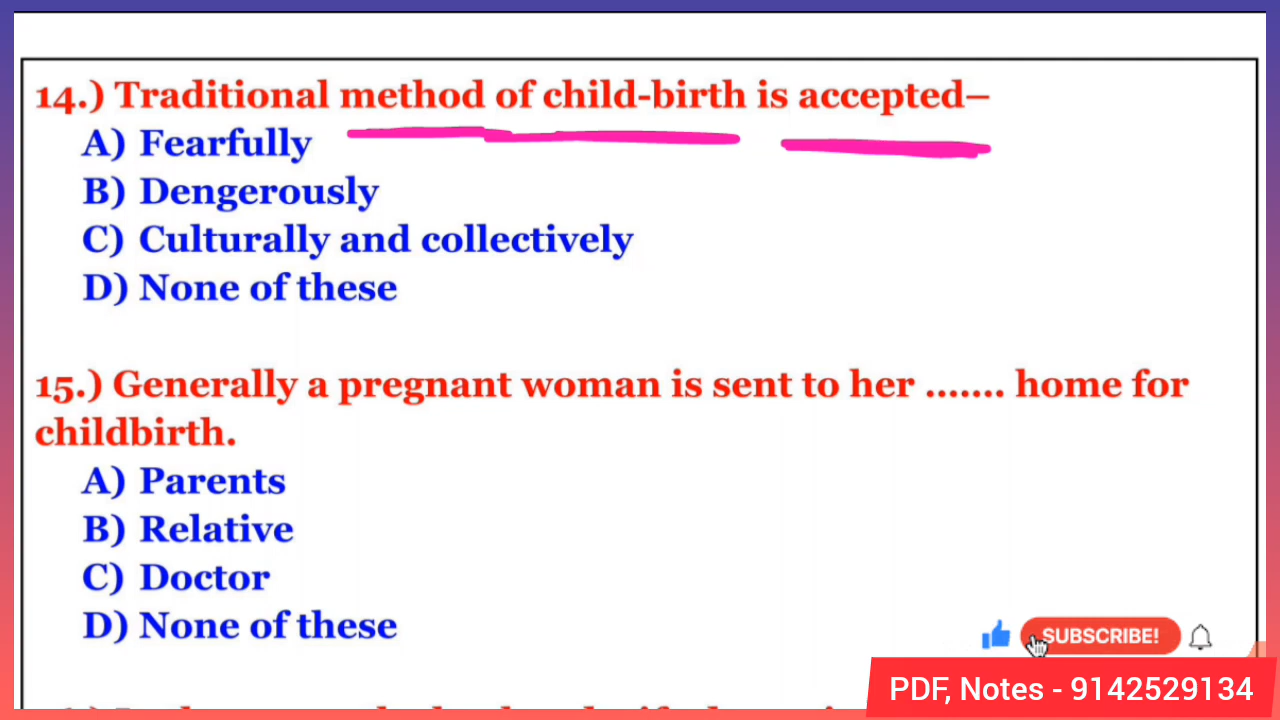 14.) Traditional method of child-birth is accepted–
A) Fearfully
B) Dengerously
C) Culturally and collectively
D) None of these
15.) Generally a pregnant woman is sent to her ....... home for
childbirth.
A) Parents
B) Relative
C) Doctor
D) None of these
SUBSCRIBE!
PDF, Notes - 9142529134